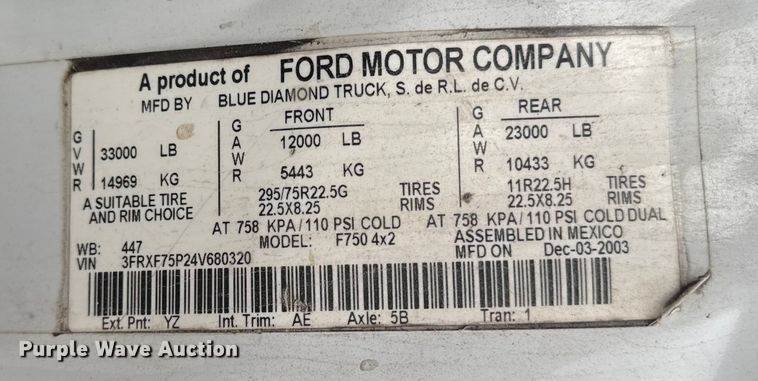 A product of FORD MOTOR COMPANY
MFD BY BLUE DIAMOND TRUCK, S. de R.L. de C.V.
GVWR 33000 LB 14969 KG
FRONT
GAWR 12000 LB 5443 KG
REAR
GAWR 23000 LB 10433 KG
A SUITABLE TIRE AND RIM CHOICE
295/75R22.5G TIRES 11R22.5H TIRES
22.5X8.25 RIMS 22.5X8.25 RIMS
AT 758 KPA/110 PSI COLD AT 758 KPA/110 PSI COLD DUAL
WB: 447 MODEL: F750 4x2 ASSEMBLED IN MEXICO
VIN 3FRXF75P24V680320 MFD ON Dec-03-2003
Ext. Pnt: YZ Int. Trim: AE Axle: 5B Tran: 1
Purple Wave Auction